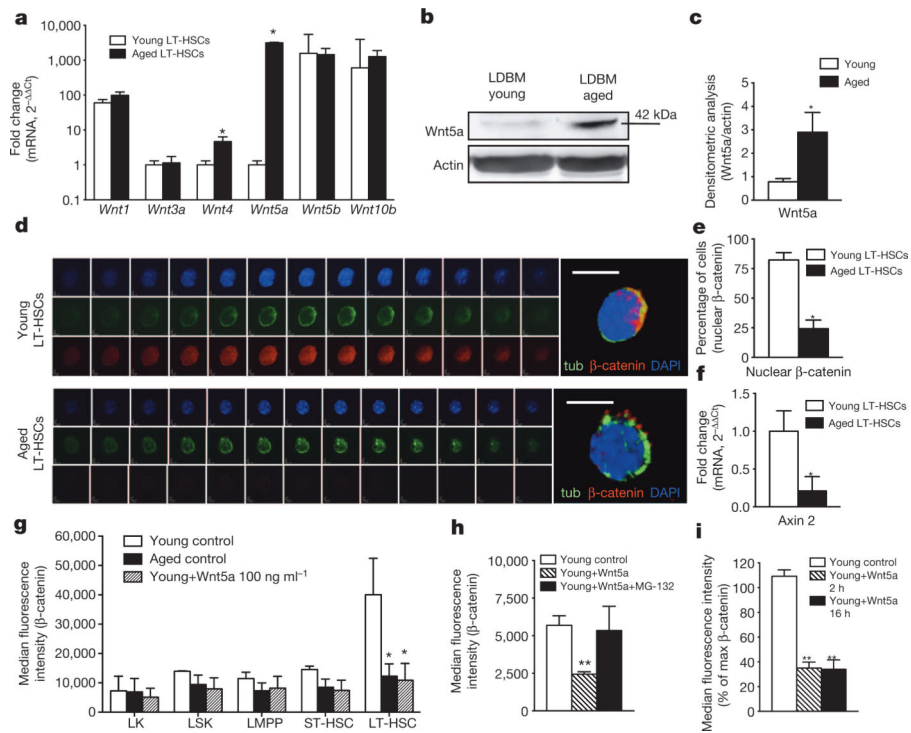 a
Fold change
(mRNA, 2⁻ΔΔCt)
10,000
1,000
100
10
1
0.1
Young LT-HSCs
Aged LT-HSCs
*
*
Wnt1 Wnt3a Wnt4 Wnt5a Wnt5b Wnt10b
b
LDBM young
LDBM aged
Wnt5a
42 kDa
Actin
c
Young
Aged
Densitometric analysis
(Wnt5a/actin)
5
4
3
2
1
0
*
Wnt5a
d
Young
LT-HSCs
tub β-catenin DAPI
Aged
LT-HSCs
tub β-catenin DAPI
e
Percentage of cells
(nuclear β-catenin)
75
50
25
0
Young LT-HSCs
Aged LT-HSCs
*
Nuclear β-catenin
f
Fold change
(mRNA, 2⁻ΔΔCt)
1.5
1.0
0.5
0.0
Young LT-HSCs
Aged LT-HSCs
*
Axin 2
g
Median fluorescence
intensity (β-catenin)
60,000
50,000
40,000
30,000
20,000
10,000
0
Young control
Aged control
Young+Wnt5a 100 ng ml⁻¹
* *
LK LSK LMPP ST-HSC LT-HSC
h
Median fluorescence
intensity (β-catenin)
10,000
7,500
5,000
2,500
0
Young control
Young+Wnt5a
Young+Wnt5a+MG-132
**
i
Median fluorescence intensity
(% of max β-catenin)
150
100
50
0
Young control
Young+Wnt5a
2 h
Young+Wnt5a
16 h
** **